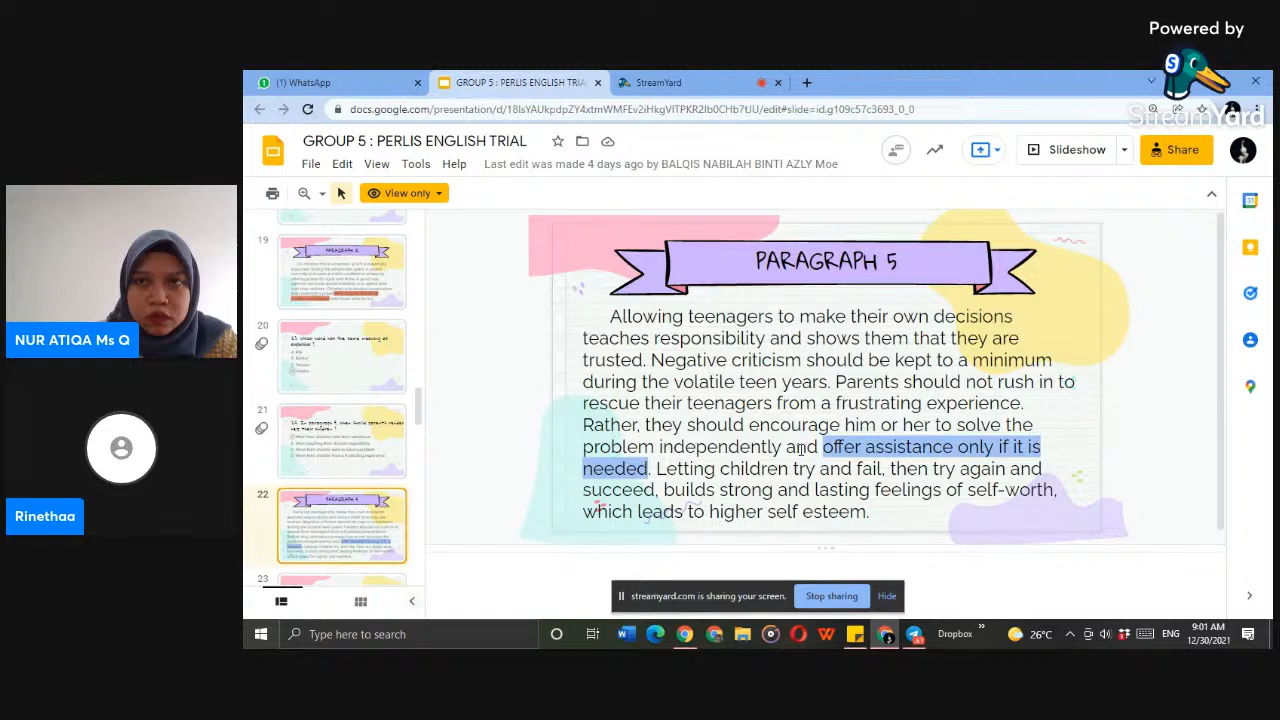 Powered by
StreamYard
(1) WhatsApp
GROUP 5 : PERLIS ENGLISH TRIA
StreamYard
docs.google.com/presentation/d/18IsYAUkpdpZY4xtmWMFEv2iHkgVITPKR2Ib0CHb7tUU/edit#slide=id.g109c57c3693_0_0
GROUP 5 : PERLIS ENGLISH TRIAL
File Edit View Tools Help
Last edit was made 4 days ago by BALQIS NABILAH BINTI AZLY Moe
Slideshow
Share
View only
19
20
21
22
23
PARAGRAPH 5
Allowing teenagers to make their own decisions
teaches responsibility and shows them that they are
trusted. Negative criticism should be kept to a minimum
during the volatile teen years. Parents should not rush in to
rescue their teenagers from a frustrating experience.
Rather, they should encourage him or her to solve the
problem independently and offer assistance only if it is
needed. Letting children try and fail, then try again and
succeed, builds strong and lasting feelings of self-worth,
which leads to higher self esteem.
NUR ATIQA Ms Q
Rinethaa
streamyard.com is sharing your screen.
Stop sharing
Hide
Type here to search
Dropbox
26°C
ENG
9:01 AM
12/30/2021